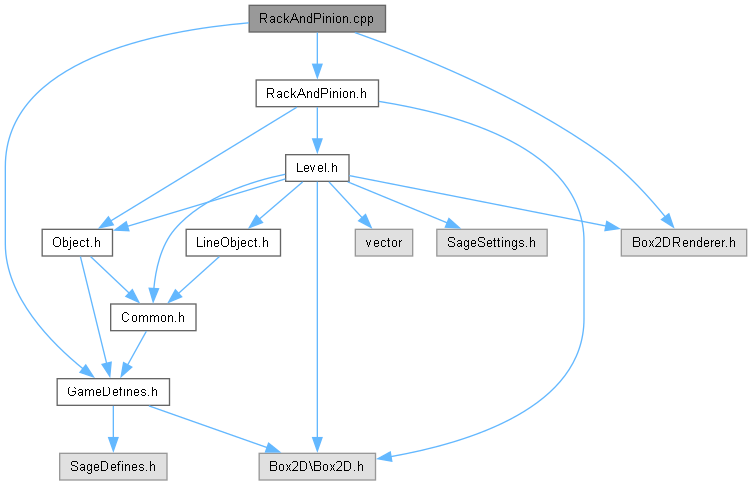 RackAndPinion.cpp
RackAndPinion.h
Level.h
Object.h
LineObject.h
vector
SageSettings.h
Box2DRenderer.h
Common.h
GameDefines.h
SageDefines.h
Box2D\Box2D.h